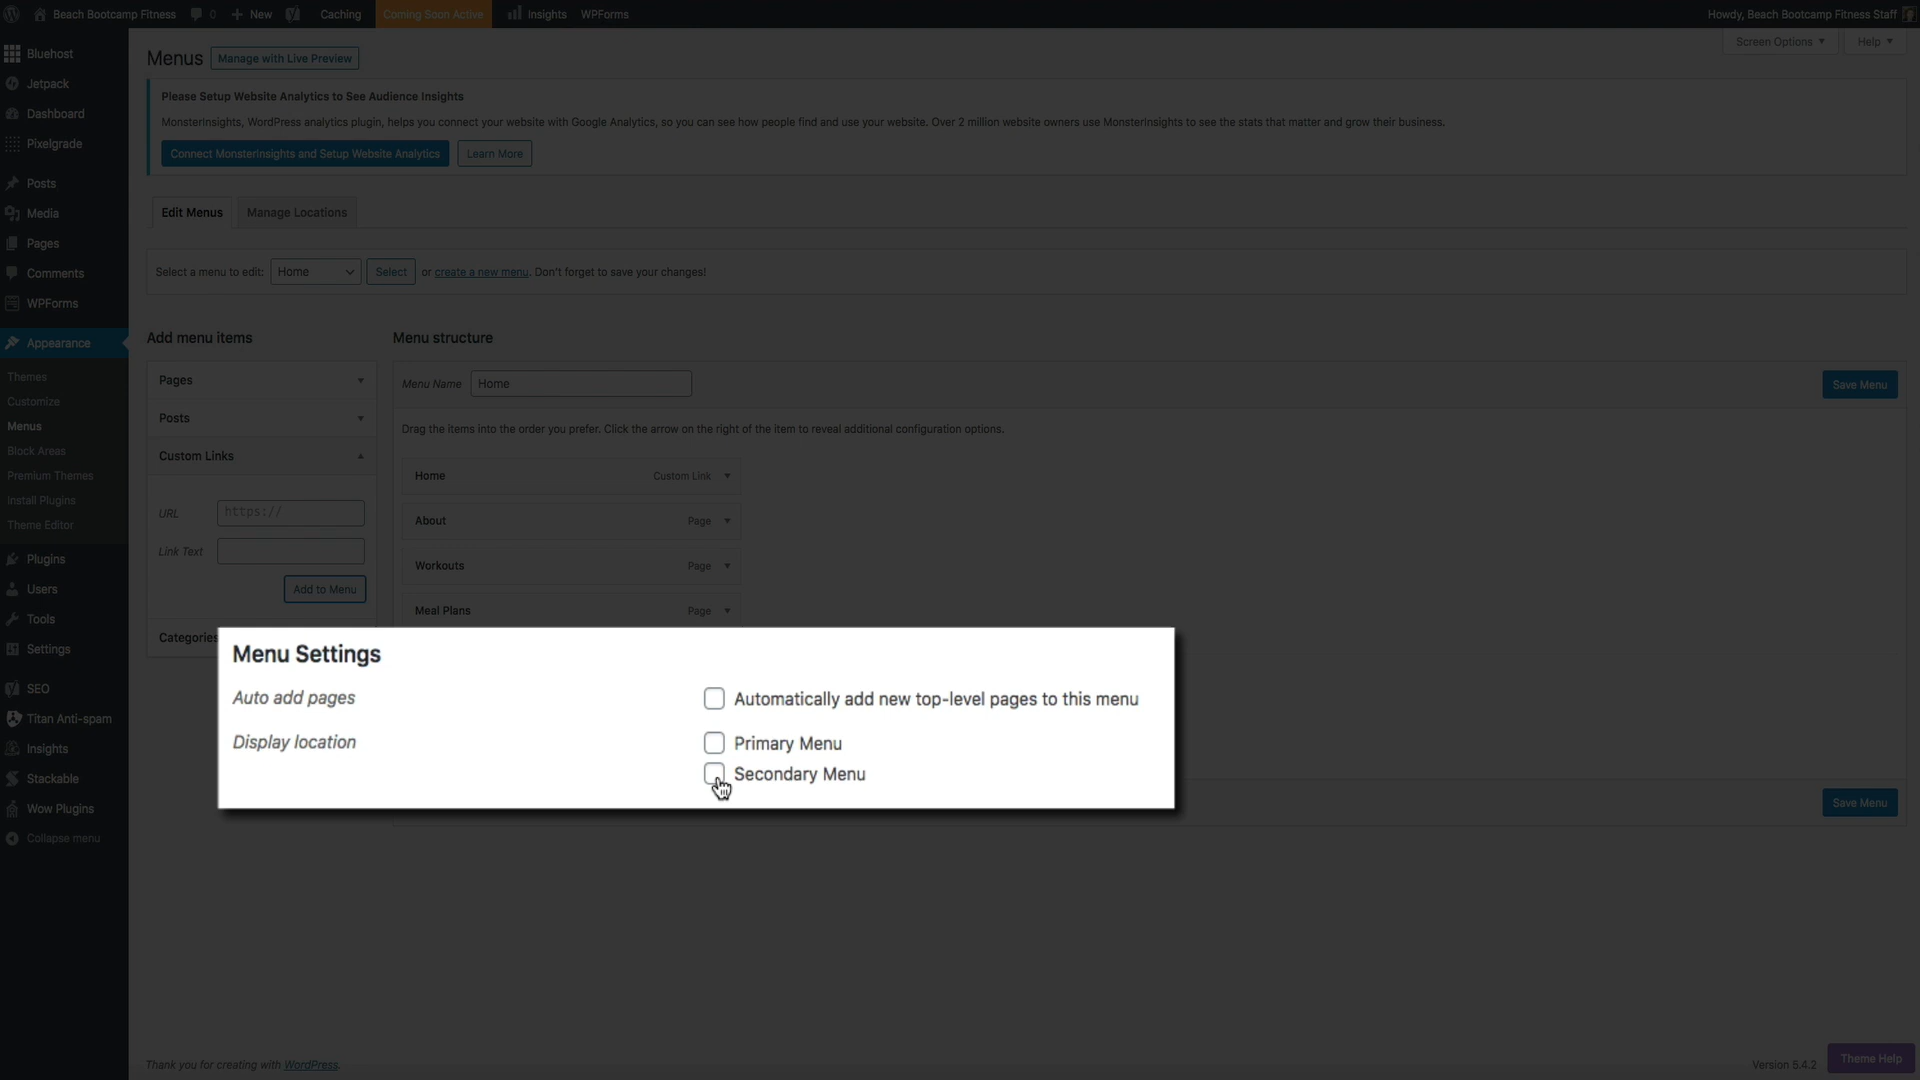 Beach Bootcamp Fitness 0 New Caching Coming Soon Active Insights WPForms Howdy, Beach Bootcamp Fitness Staff
Screen Options Help
Bluehost
Jetpack
Dashboard
Pixelgrade
Posts
Media
Pages
Comments
WPForms
Appearance
Themes
Customize
Menus
Block Areas
Premium Themes
Install Plugins
Theme Editor
Plugins
Users
Tools
Settings
SEO
Titan Anti-spam
Insights
Stackable
Wow Plugins
Collapse menu
Menus Manage with Live Preview
Please Setup Website Analytics to See Audience Insights
MonsterInsights, WordPress analytics plugin, helps you connect your website with Google Analytics, so you can see how people find and use your website. Over 2 million website owners use MonsterInsights to see the stats that matter and grow their business.
Connect MonsterInsights and Setup Website Analytics Learn More
Edit Menus Manage Locations
Select a menu to edit: Home Select or create a new menu. Don't forget to save your changes!
Add menu items
Pages
Posts
Custom Links
URL https://
Link Text
Add to Menu
Categories
Menu structure
Menu Name Home Save Menu
Drag the items into the order you prefer. Click the arrow on the right of the item to reveal additional configuration options.
Home Custom Link
About Page
Workouts Page
Meal Plans Page
Menu Settings
Auto add pages Automatically add new top-level pages to this menu
Display location Primary Menu
Secondary Menu
Save Menu
Thank you for creating with WordPress. Version 5.4.2 Theme Help